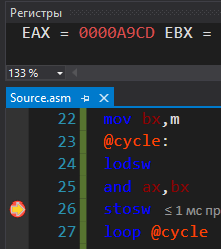 Регистры
EAX = 0000A9CD EBX =
133 %
Source.asm
22 mov bx,m
23 @cycle:
24 lodsw
25 and ax,bx
26 stosw ≤ 1 мс пр
27 loop @cycle